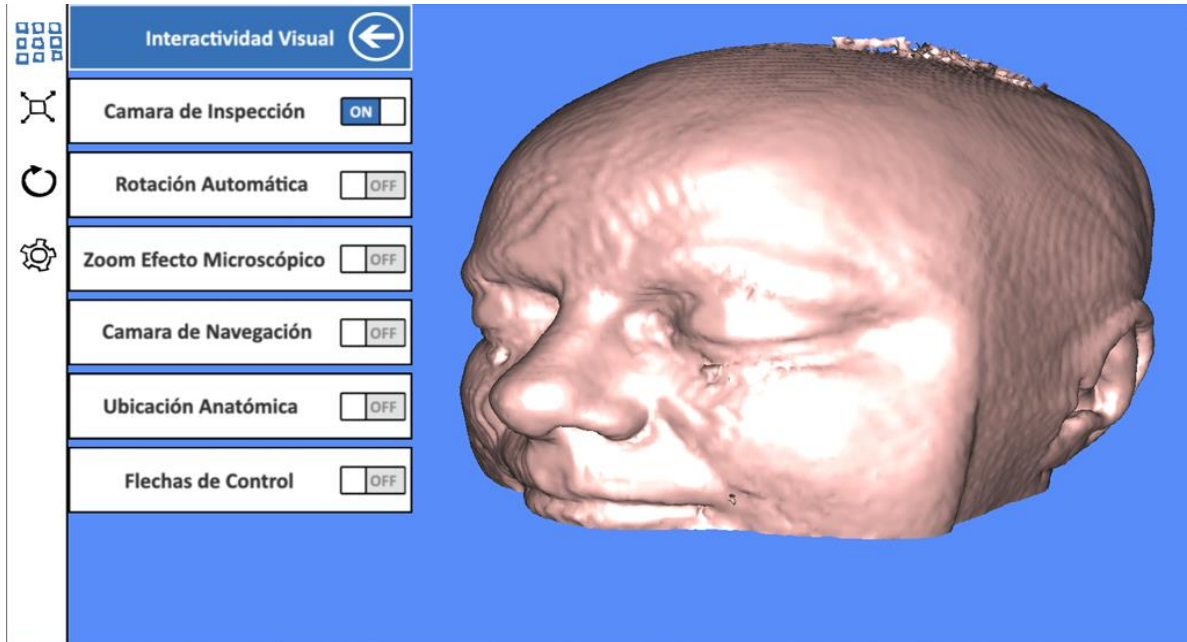 Interactividad Visual
Camara de Inspección ON
Rotación Automática OFF
Zoom Efecto Microscópico OFF
Camara de Navegación OFF
Ubicación Anatómica OFF
Flechas de Control OFF